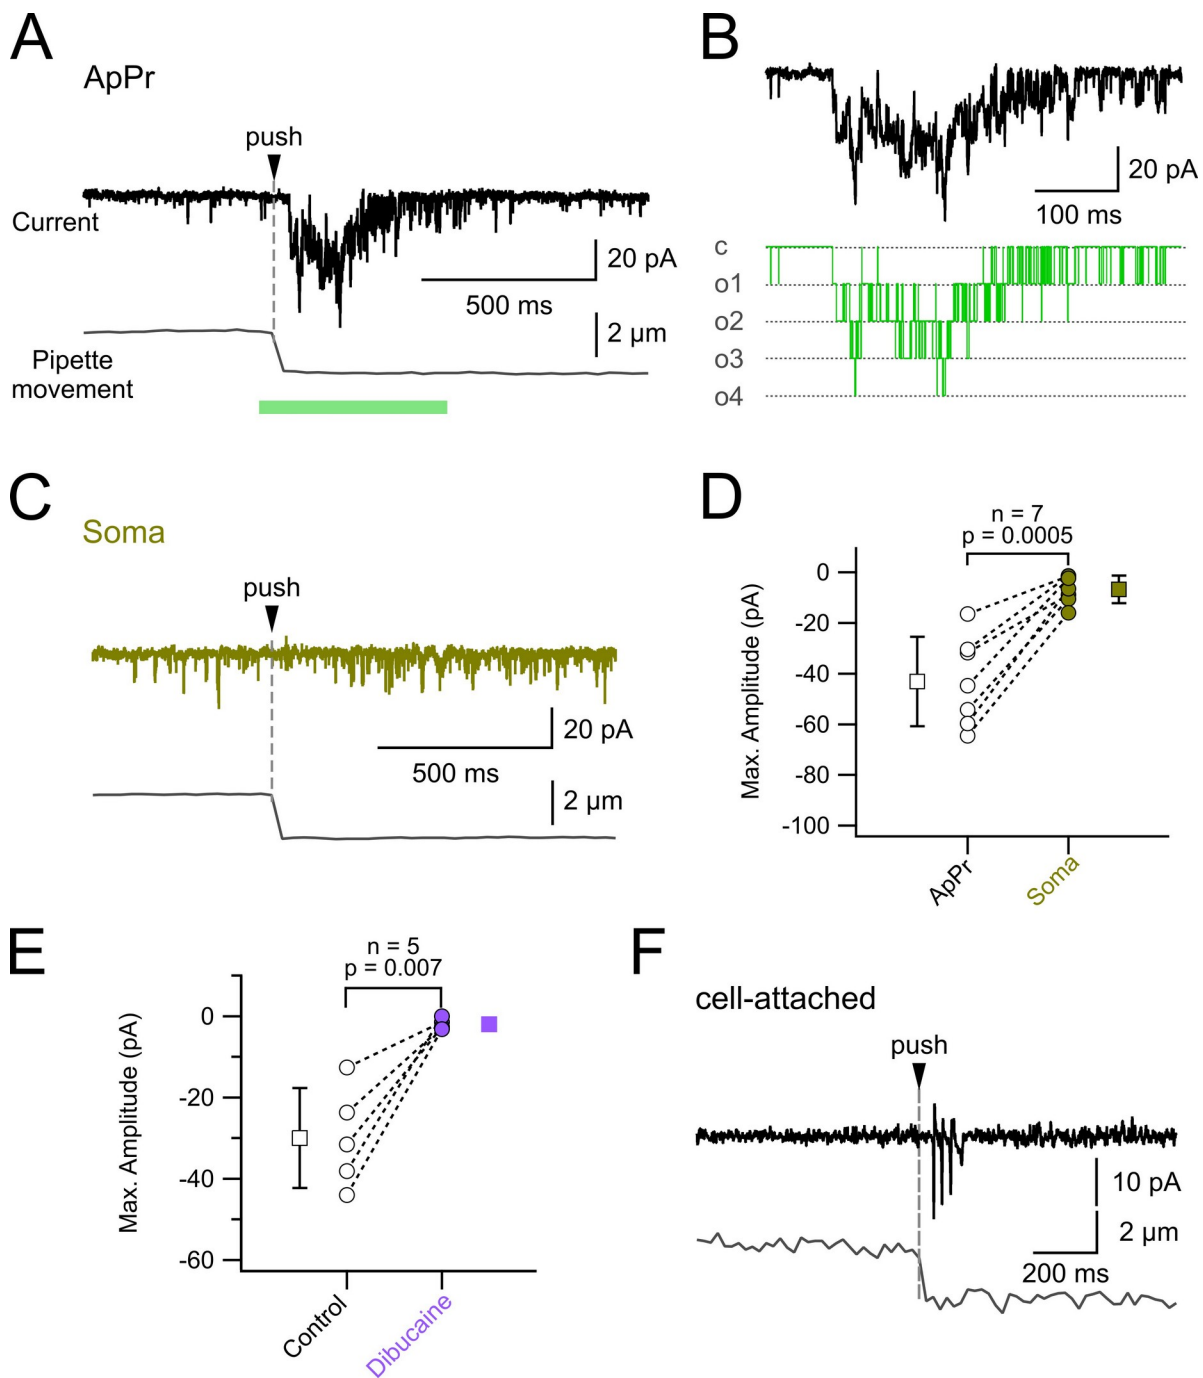 A
ApPr
push
Current
20 pA
500 ms
2 µm
Pipette
movement
B
20 pA
100 ms
c
o1
o2
o3
o4
C
Soma
push
20 pA
500 ms
2 µm
D
n = 7
p = 0.0005
Max. Amplitude (pA)
0
-20
-40
-60
-80
-100
ApPr
Soma
E
n = 5
p = 0.007
Max. Amplitude (pA)
0
-20
-40
-60
Control
Dibucaine
F
cell-attached
push
10 pA
2 µm
200 ms